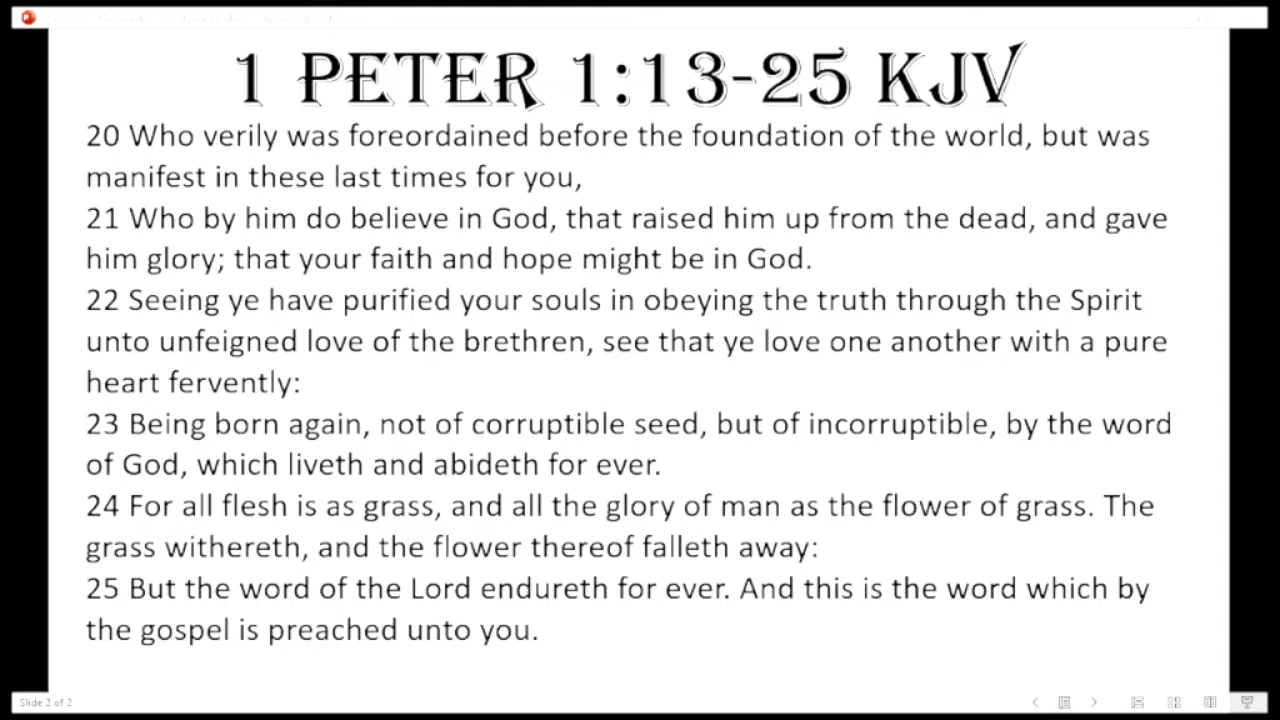 1 PETER 1:13-25 KJV
20 Who verily was foreordained before the foundation of the world, but was
manifest in these last times for you,
21 Who by him do believe in God, that raised him up from the dead, and gave
him glory; that your faith and hope might be in God.
22 Seeing ye have purified your souls in obeying the truth through the Spirit
unto unfeigned love of the brethren, see that ye love one another with a pure
heart fervently:
23 Being born again, not of corruptible seed, but of incorruptible, by the word
of God, which liveth and abideth for ever.
24 For all flesh is as grass, and all the glory of man as the flower of grass. The
grass withereth, and the flower thereof falleth away:
25 But the word of the Lord endureth for ever. And this is the word which by
the gospel is preached unto you.
Slide 2 of 2